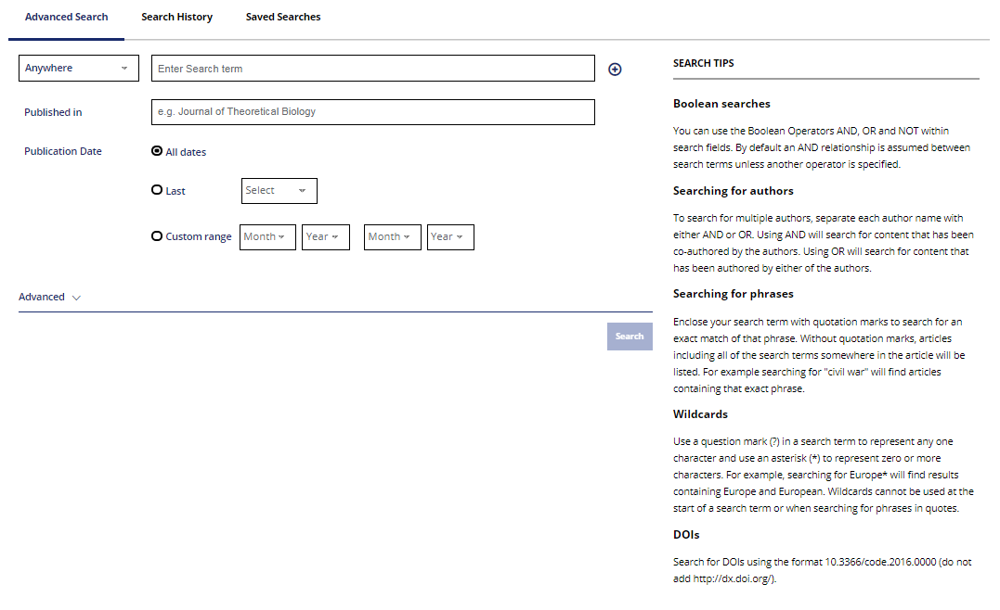 Advanced Search Search History Saved Searches
Anywhere Enter Search term
Published in e.g. Journal of Theoretical Biology
Publication Date All dates
Last Select
Custom range Month Year Month Year
Advanced
Search
SEARCH TIPS
Boolean searches
You can use the Boolean Operators AND, OR and NOT within
search fields. By default an AND relationship is assumed between
search terms unless another operator is specified.
Searching for authors
To search for multiple authors, separate each author name with
either AND or OR. Using AND will search for content that has been
co-authored by the authors. Using OR will search for content that
has been authored by either of the authors.
Searching for phrases
Enclose your search term with quotation marks to search for an
exact match of that phrase. Without quotation marks, articles
including all of the search terms somewhere in the article will be
listed. For example searching for "civil war" will find articles
containing that exact phrase.
Wildcards
Use a question mark (?) in a search term to represent any one
character and use an asterisk (*) to represent zero or more
characters. For example, searching for Europe* will find results
containing Europe and European. Wildcards cannot be used at the
start of a search term or when searching for phrases in quotes.
DOIs
Search for DOIs using the format 10.3366/code.2016.0000 (do not
add http://dx.doi.org/).